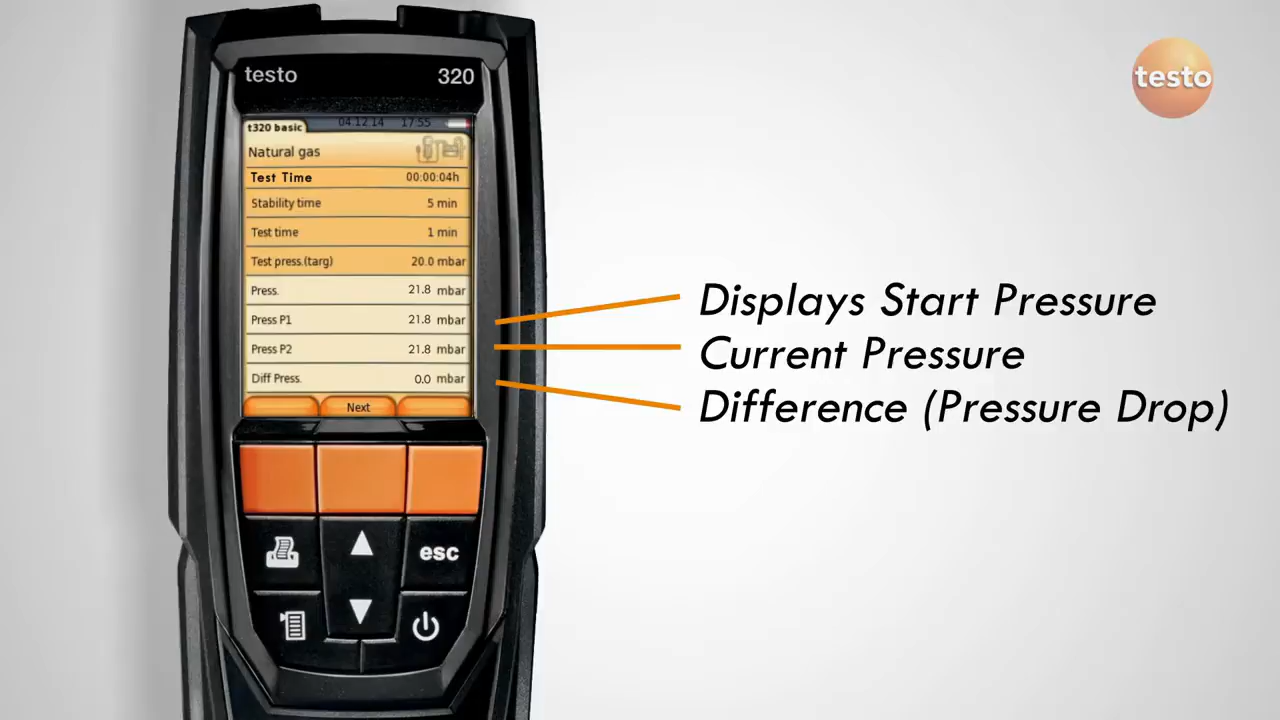 testo 320
testo
t320 basic 04.12.14 17:55
Natural gas
Test Time 00:00:04h
Stability time 5 min
Test time 1 min
Test press.(targ) 20.0 mbar
Press. 21.8 mbar
Press P1 21.8 mbar
Press P2 21.8 mbar
Diff Press. 0.0 mbar
Next
Displays Start Pressure
Current Pressure
Difference (Pressure Drop)
esc